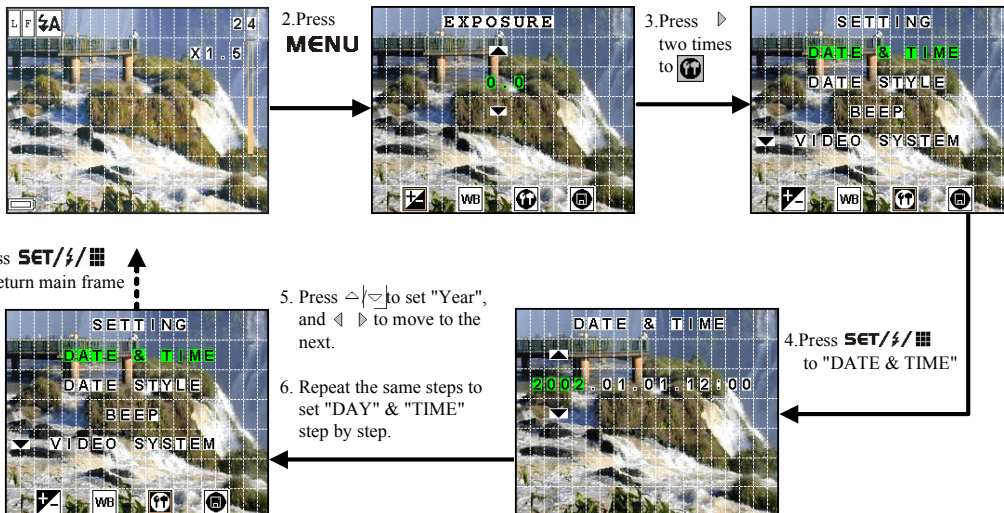 L F ⚡A 24
X1.5
2.Press
MENU
EXPOSURE
0.0
WB
3.Press ▷
two times
to
SETTING
DATE & TIME
DATE STYLE
BEEP
VIDEO SYSTEM
WB
4.Press SET/⚡/
to "DATE & TIME"
DATE & TIME
2002.01.01.12:00
5. Press △/▽to set "Year",
and ◁ ▷ to move to the
next.
6. Repeat the same steps to
set "DAY" & "TIME"
step by step.
SET/⚡/
return main frame
SETTING
DATE & TIME
DATE STYLE
BEEP
VIDEO SYSTEM
WB